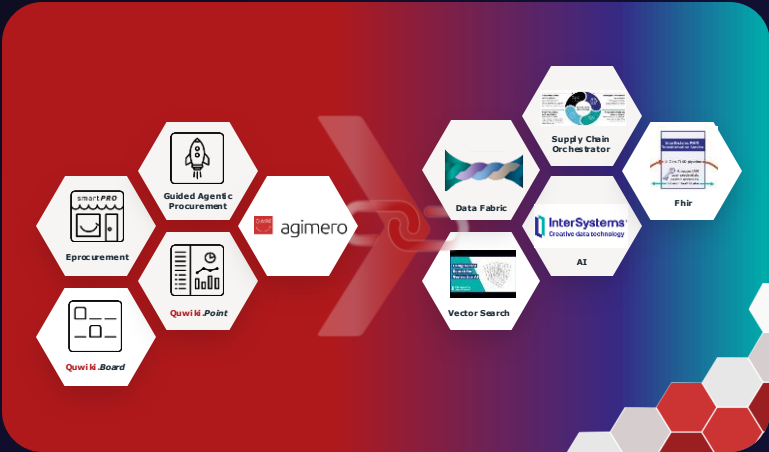 smartPRO
Eprocurement
Guided Agentic
Procurement
Quwiki.Point
Quwiki.Board
agimero
Data Fabric
Vector Search
Supply Chain
Orchestrator
InterSystems
Creative data technology
AI
Fhir